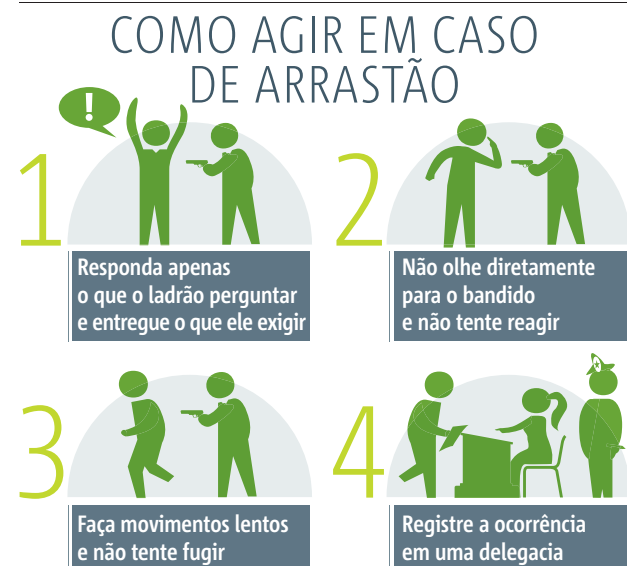 COMO AGIR EM CASO
DE ARRASTÃO
!
1
Responda apenas
o que o ladrão perguntar
e entregue o que ele exigir
2
Não olhe diretamente
para o bandido
e não tente reagir
3
Faça movimentos lentos
e não tente fugir
4
Registre a ocorrência
em uma delegacia